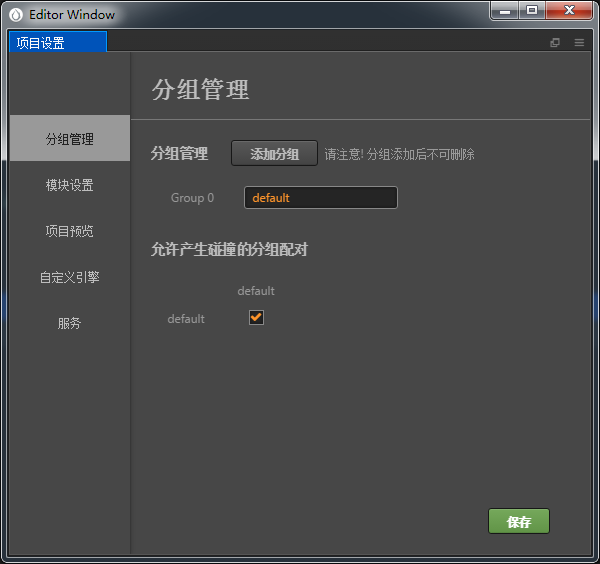 Editor Window
项目设置
分组管理
模块设置
项目预览
自定义引擎
服务
分组管理
分组管理 添加分组 请注意! 分组添加后不可删除
Group 0 default
允许产生碰撞的分组配对
default
default
保存